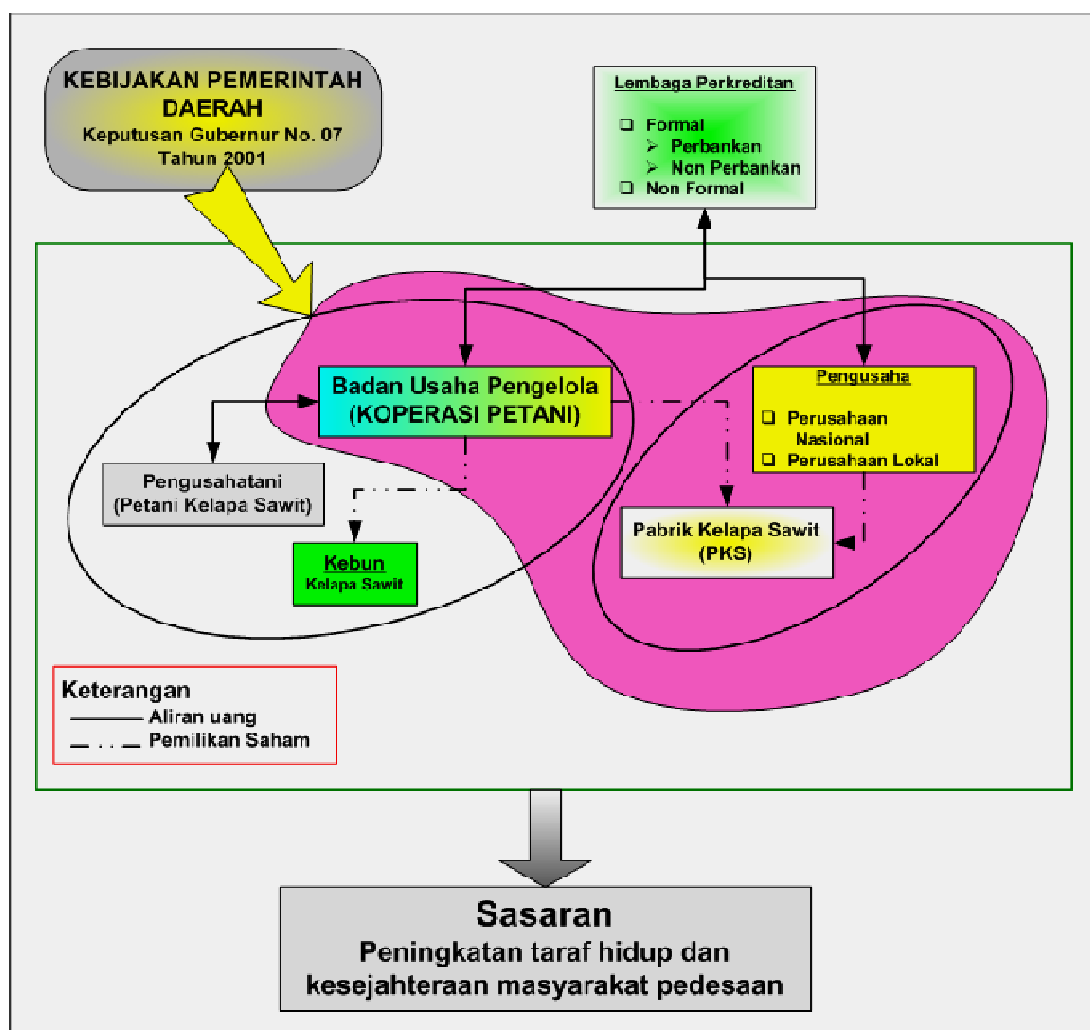 KEBIJAKAN PEMERINTAH
DAERAH
Keputusan Gubernur No. 07
Tahun 2001
Lembaga Perkreditan
Formal
Perbankan
Non Perbankan
Non Formal
Badan Usaha Pengelola
(KOPERASI PETANI)
Pengusaha
Perusahaan
Nasional
Perusahaan Lokal
Pengusahatani
(Petani Kelapa Sawit)
Pabrik Kelapa Sawit
(PKS)
Kebun
Kelapa Sawit
Keterangan
Aliran uang
Pemilikan Saham
Sasaran
Peningkatan taraf hidup dan
kesejahteraan masyarakat pedesaan